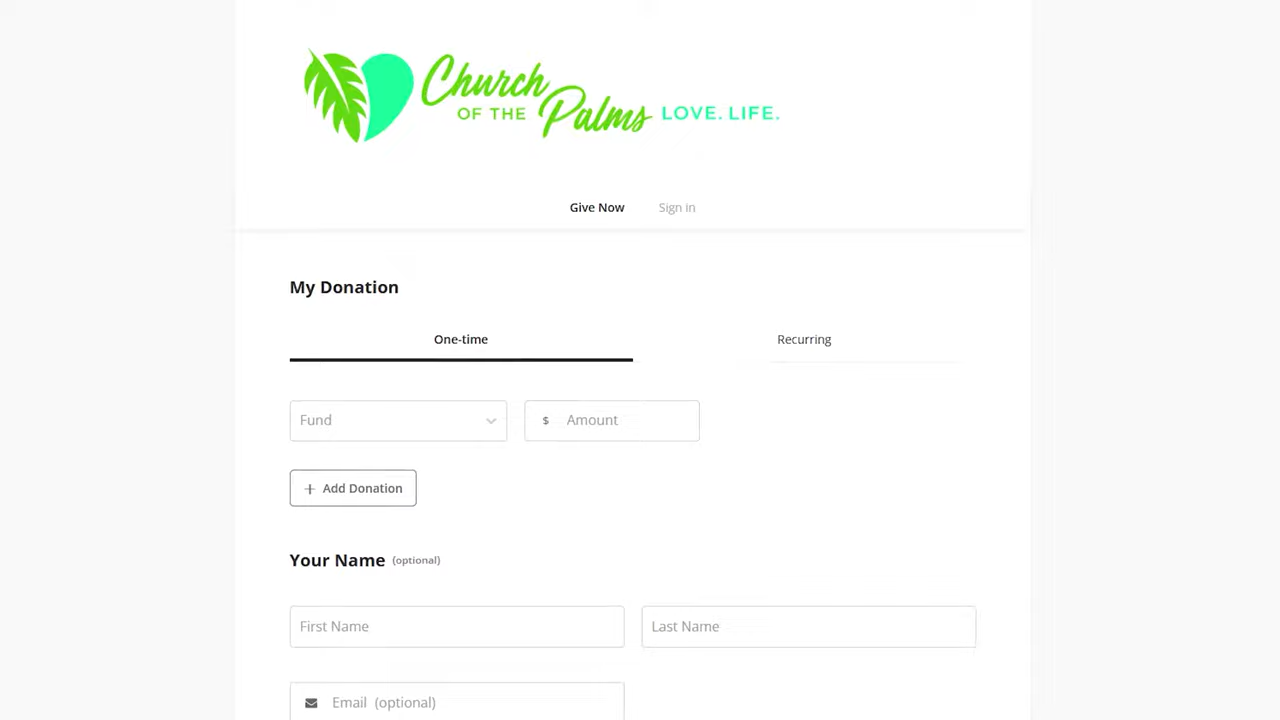 Church
OF THE Palms LOVE. LIFE.
Give Now Sign in
My Donation
One-time Recurring
Fund $ Amount
+ Add Donation
Your Name (optional)
First Name Last Name
Email (optional)